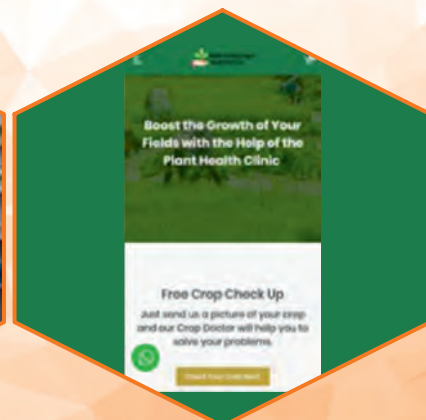 Boost the Growth of Your
Fields with the Help of the
Plant Health Clinic
Free Crop Check Up
Just send us a picture of your crop
and our Crop Doctor will help you to
solve your problems.